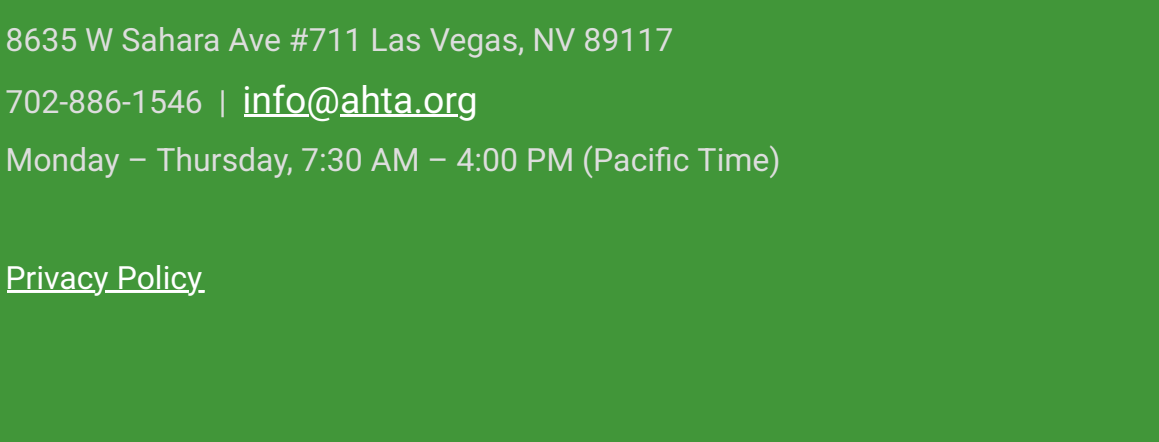 8635 W Sahara Ave #711 Las Vegas, NV 89117
702-886-1546 | info@ahta.org
Monday – Thursday, 7:30 AM – 4:00 PM (Pacific Time)
Privacy Policy